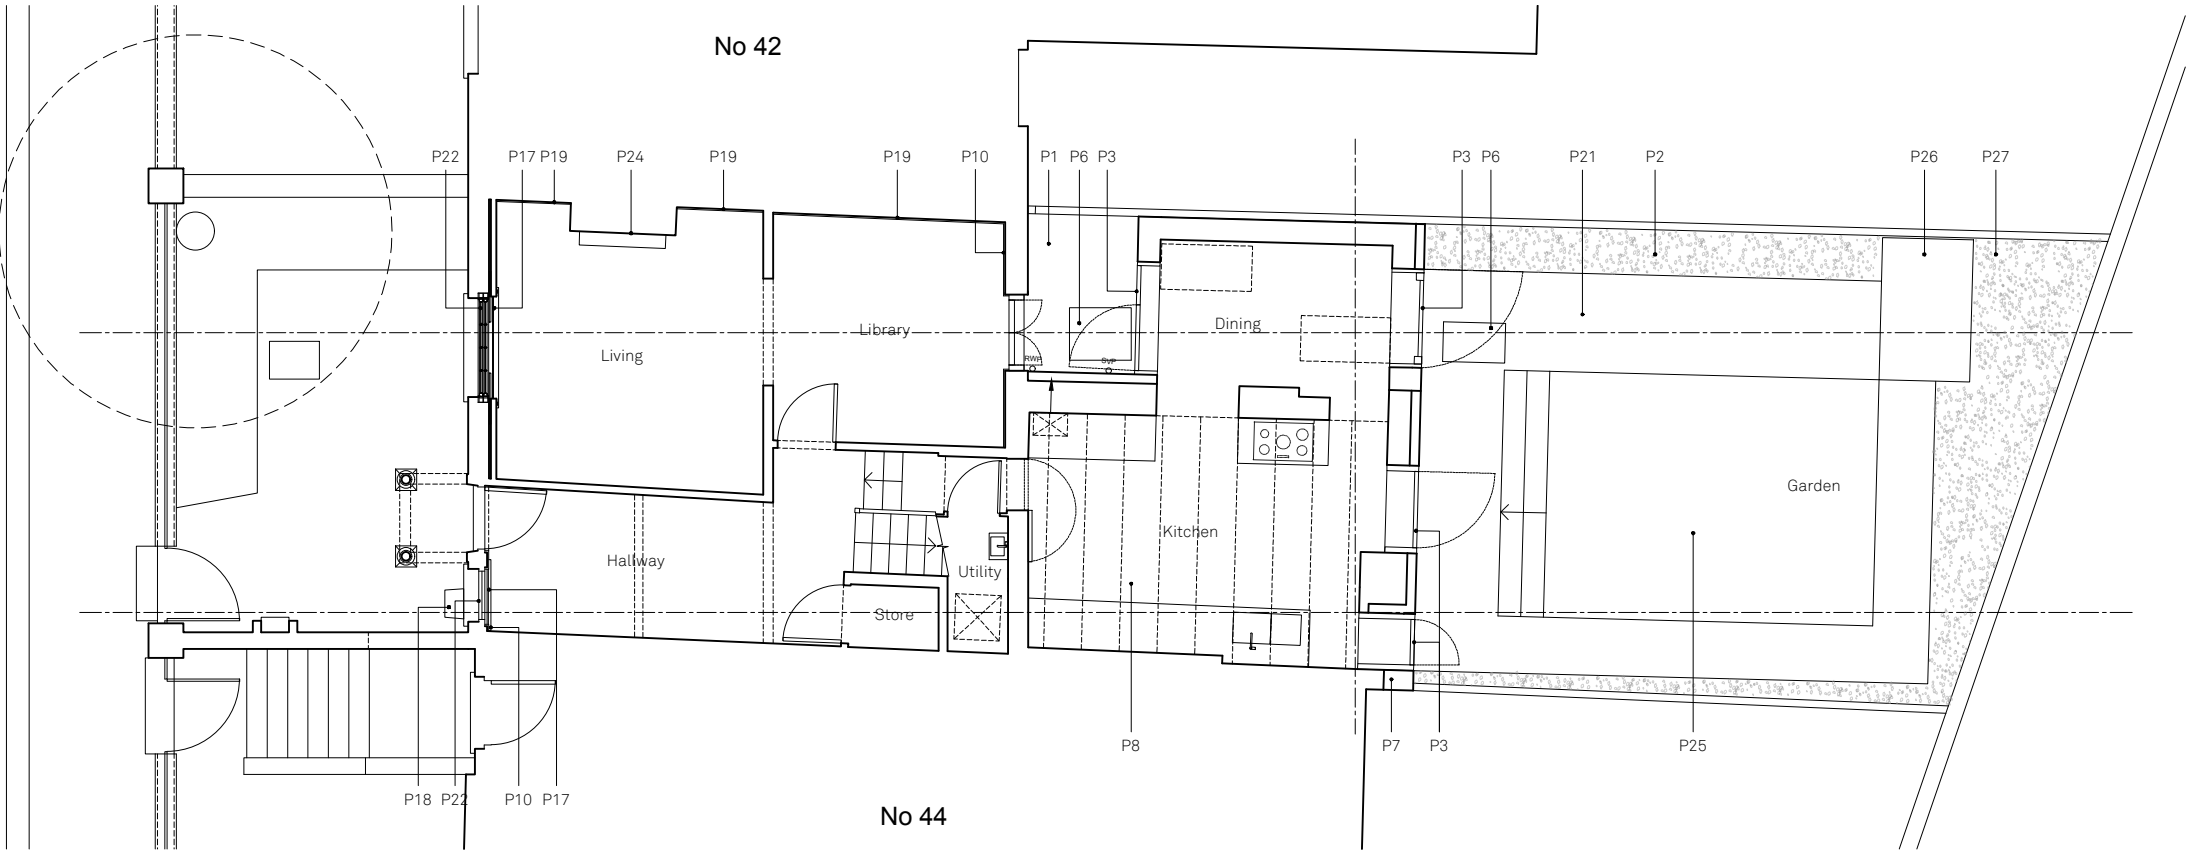 No 42
P22 P17 P19 P24 P19 P19 P10 P1 P6 P3 P3 P6 P21 P2 P26 P27
Dining
Library
Living
RWP
SVP
Garden
Kitchen
Hallway
Utility
Store
P8 P7 P3 P25
P18 P22 P10 P17
No 44